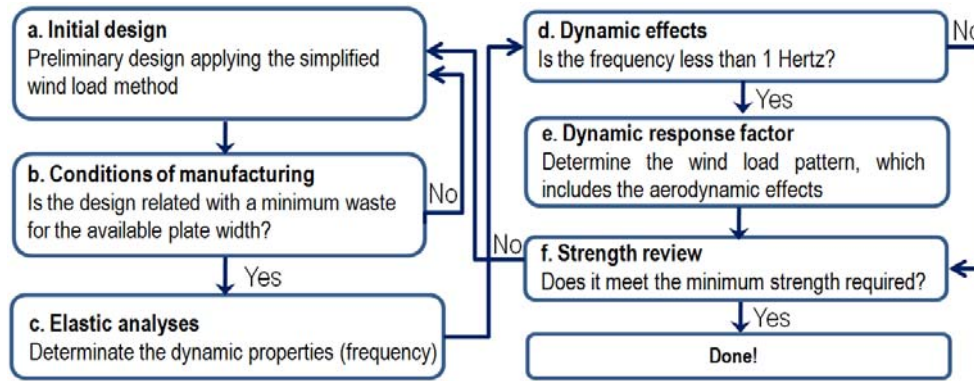 a. Initial design
Preliminary design applying the simplified
wind load method
b. Conditions of manufacturing
Is the design related with a minimum waste
for the available plate width?
No
Yes
c. Elastic analyses
Determinate the dynamic properties (frequency)
d. Dynamic effects
Is the frequency less than 1 Hertz?
No
Yes
e. Dynamic response factor
Determine the wind load pattern, which
includes the aerodynamic effects
No
f. Strength review
Does it meet the minimum strength required?
Yes
Done!